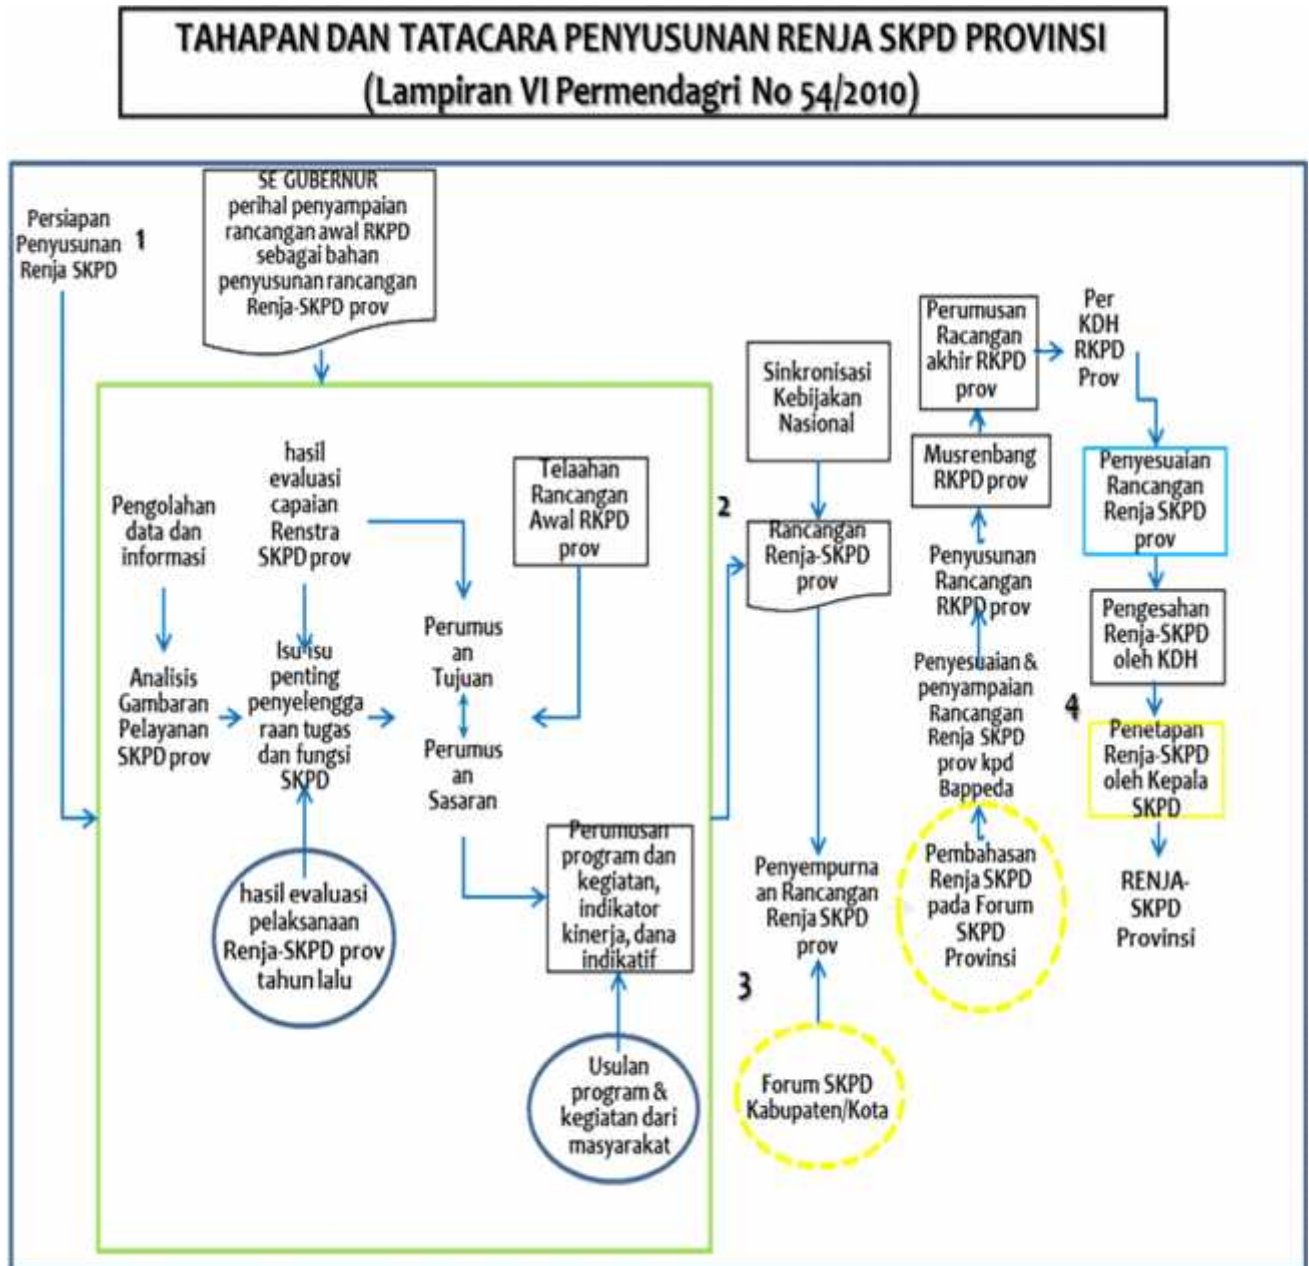 TAHAPAN DAN TATACARA PENYUSUNAN RENJA SKPD PROVINSI
(Lampiran VI Permendagri No 54/2010)
Persiapan
Penyusunan
Renja SKPD
1
SE GUBERNUR
perihal penyampaian
rancangan awal RKPD
sebagai bahan
penyusunan rancangan
Renja-SKPD prov
Pengolahan
data dan
informasi
Analisis
Gambaran
Pelayanan
SKPD prov
hasil
evaluasi
capaian
Renstra
SKPD prov
Isu-isu
penting
penyelengga
raan tugas
dan fungsi
SKPD
hasil evaluasi
pelaksanaan
Renja-SKPD prov
tahun lalu
Perumus
an
Tujuan
Perumus
an
Sasaran
Telaahan
Rancangan
Awal RKPD
prov
Perumusan
program dan
kegiatan,
indikator
kinerja, dana
indikatif
Usulan
program &
kegiatan dari
masyarakat
2
Sinkronisasi
Kebijakan
Nasional
Rancangan
Renja-SKPD
prov
Penyempurna
an Rancangan
Renja SKPD
prov
3
Forum SKPD
Kabupaten/Kota
Pembahasan
Renja SKPD
pada Forum
SKPD
Provinsi
Penyesuaian &
penyampaian
Rancangan
Renja SKPD
prov kpd
Bappeda
Penyusunan
Rancangan
RKPD prov
Musrenbang
RKPD prov
Perumusan
Racangan
akhir RKPD
prov
Per
KDH
RKPD
Prov
Penyesuaian
Rancangan
Renja SKPD
prov
Pengesahan
Renja-SKPD
oleh KDH
4
Penetapan
Renja-SKPD
oleh Kepala
SKPD
RENJA-
SKPD
Provinsi